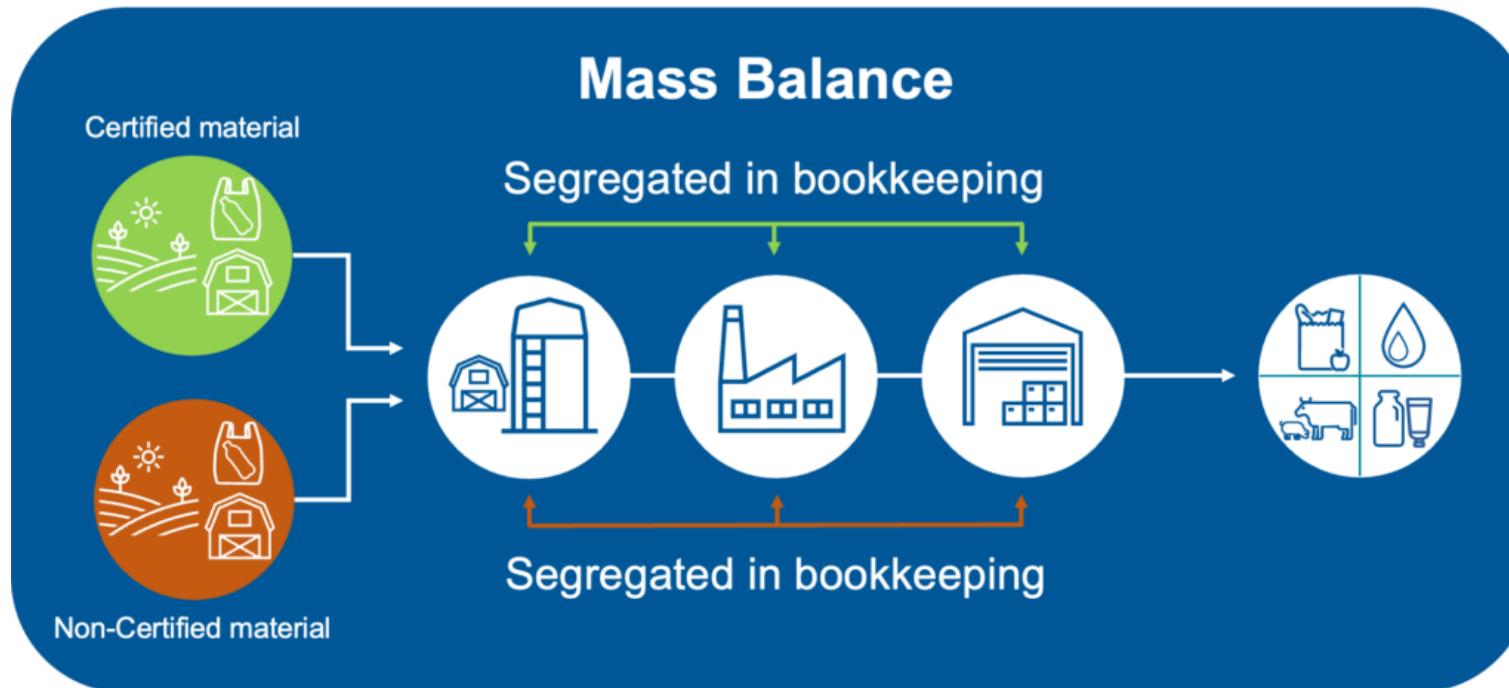 Mass Balance
Certified material
Segregated in bookkeeping
Segregated in bookkeeping
Non-Certified material